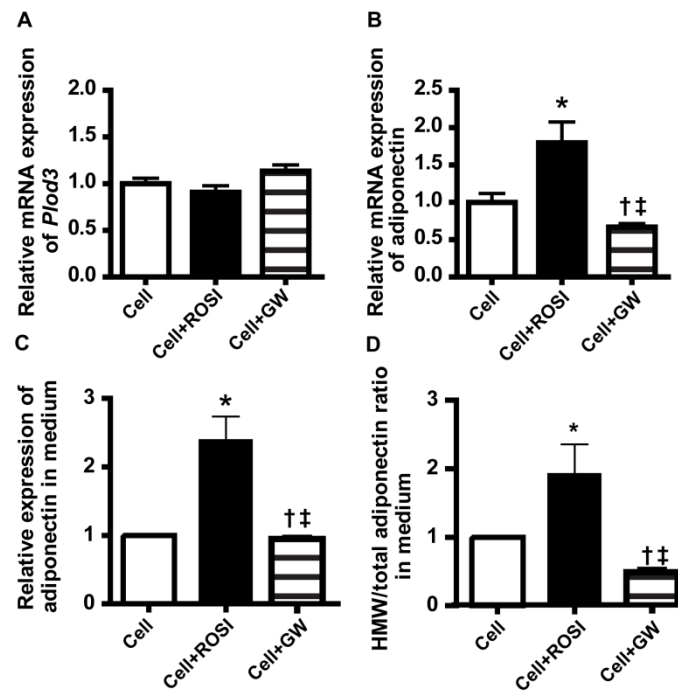 A
Relative mRNA expression
of Plod3
2.0
1.5
1.0
0.5
0.0
Cell
Cell+ROSI
Cell+GW
B
Relative mRNA expression
of adiponectin
2.5
2.0
1.5
1.0
0.5
0.0
*
†‡
Cell
Cell+ROSI
Cell+GW
C
Relative expression of
adiponectin in medium
3
2
1
0
*
†‡
Cell
Cell+ROSI
Cell+GW
D
HMW/total adiponectin ratio
in medium
3
2
1
0
*
†‡
Cell
Cell+ROSI
Cell+GW